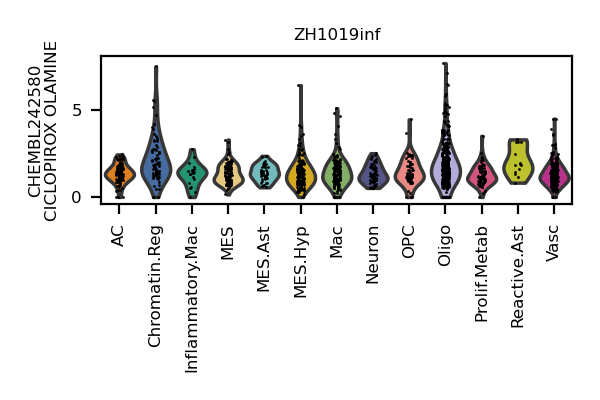 ZH1019inf
CHEMBL242580
CICLOPIROX OLAMINE
5
0
AC
Chromatin.Reg
Inflammatory.Mac
MES
MES.Ast
MES.Hyp
Mac
Neuron
OPC
Oligo
Prolif.Metab
Reactive.Ast
Vasc